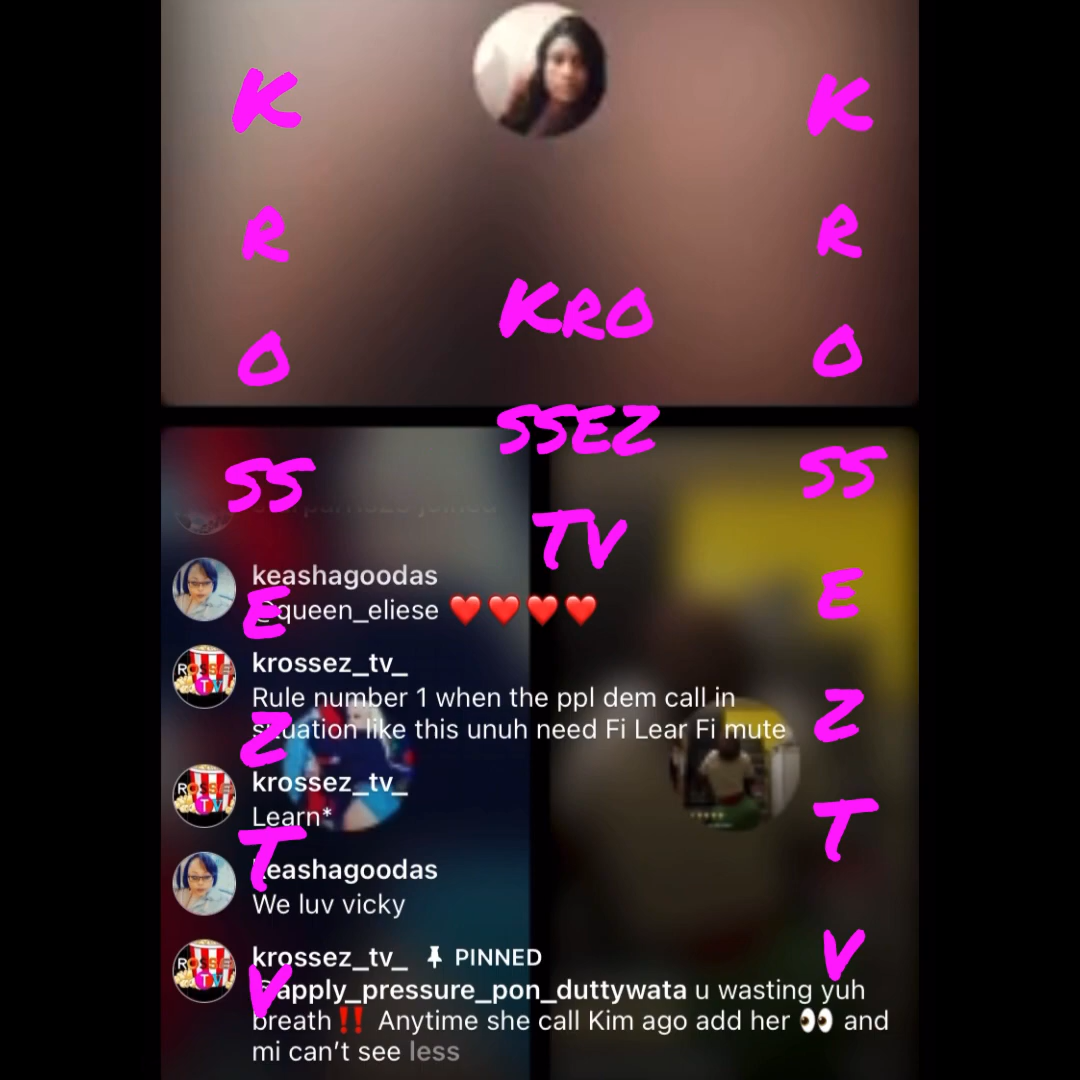 K
R
O
SS
E
Z
T
V
KRO
SSEZ
TV
K
R
O
SS
E
Z
T
V
joined
keashagoodas
@queen_eliese ❤️❤️❤️❤️
krossez_tv_
Rule number 1 when the ppl dem call in
situation like this unuh need Fi Lear Fi mute
krossez_tv_
Learn*
keashagoodas
We luv vicky
krossez_tv_ PINNED
@apply_pressure_pon_duttywata u wasting yuh
breath‼️ Anytime she call Kim ago add her 👀 and
mi can’t see less